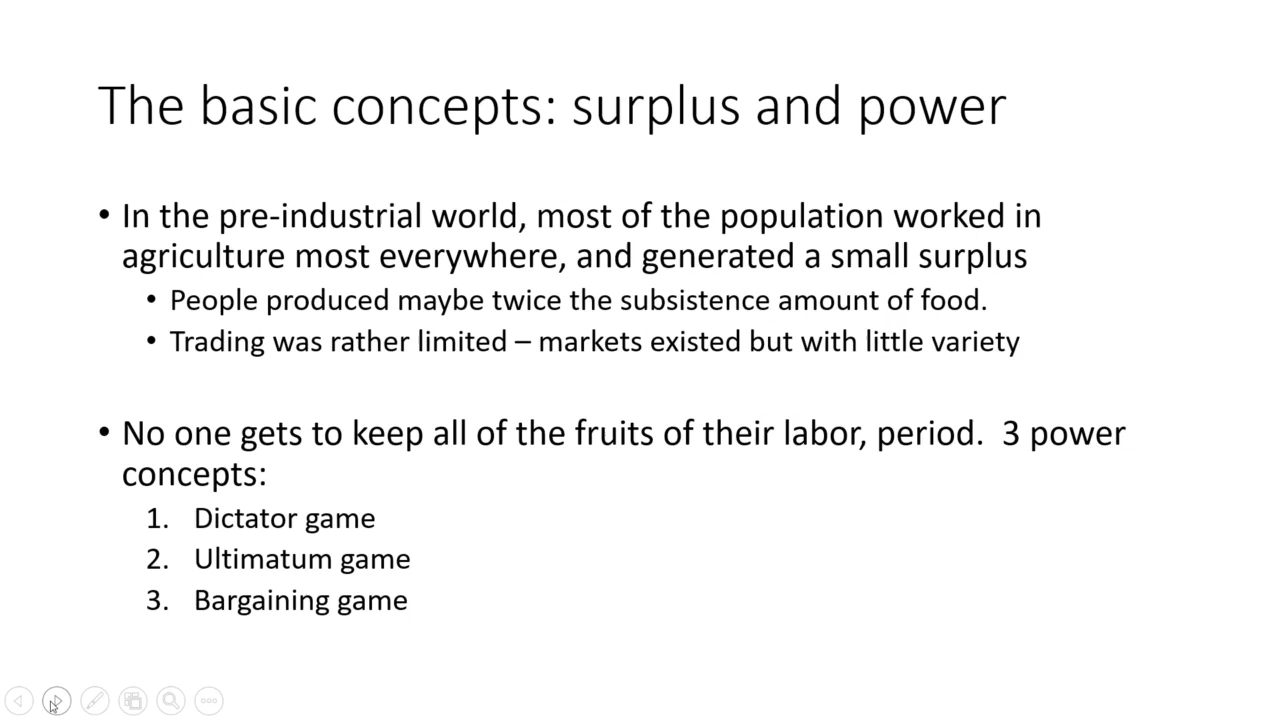 The basic concepts: surplus and power
• In the pre-industrial world, most of the population worked in
agriculture most everywhere, and generated a small surplus
• People produced maybe twice the subsistence amount of food.
• Trading was rather limited – markets existed but with little variety
• No one gets to keep all of the fruits of their labor, period.  3 power
concepts:
1. Dictator game
2. Ultimatum game
3. Bargaining game